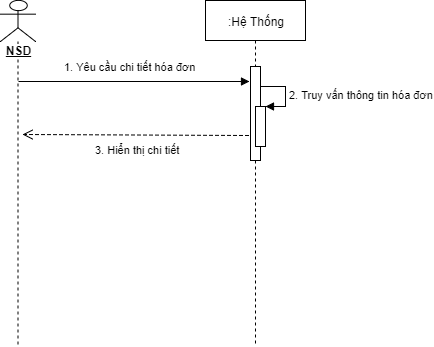 :Hệ Thống
NSD
1. Yêu cầu chi tiết hóa đơn
2. Truy vấn thông tin hóa đơn
3. Hiển thị chi tiết